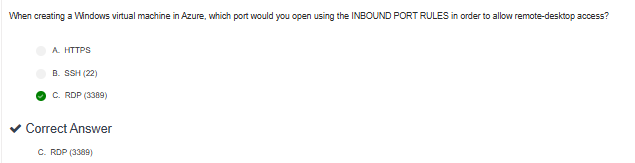 When creating a Windows virtual machine in Azure, which port would you open using the INBOUND PORT RULES in order to allow remote-desktop access?
A. HTTPS
B. SSH (22)
C. RDP (3389)
Correct Answer
C. RDP (3389)